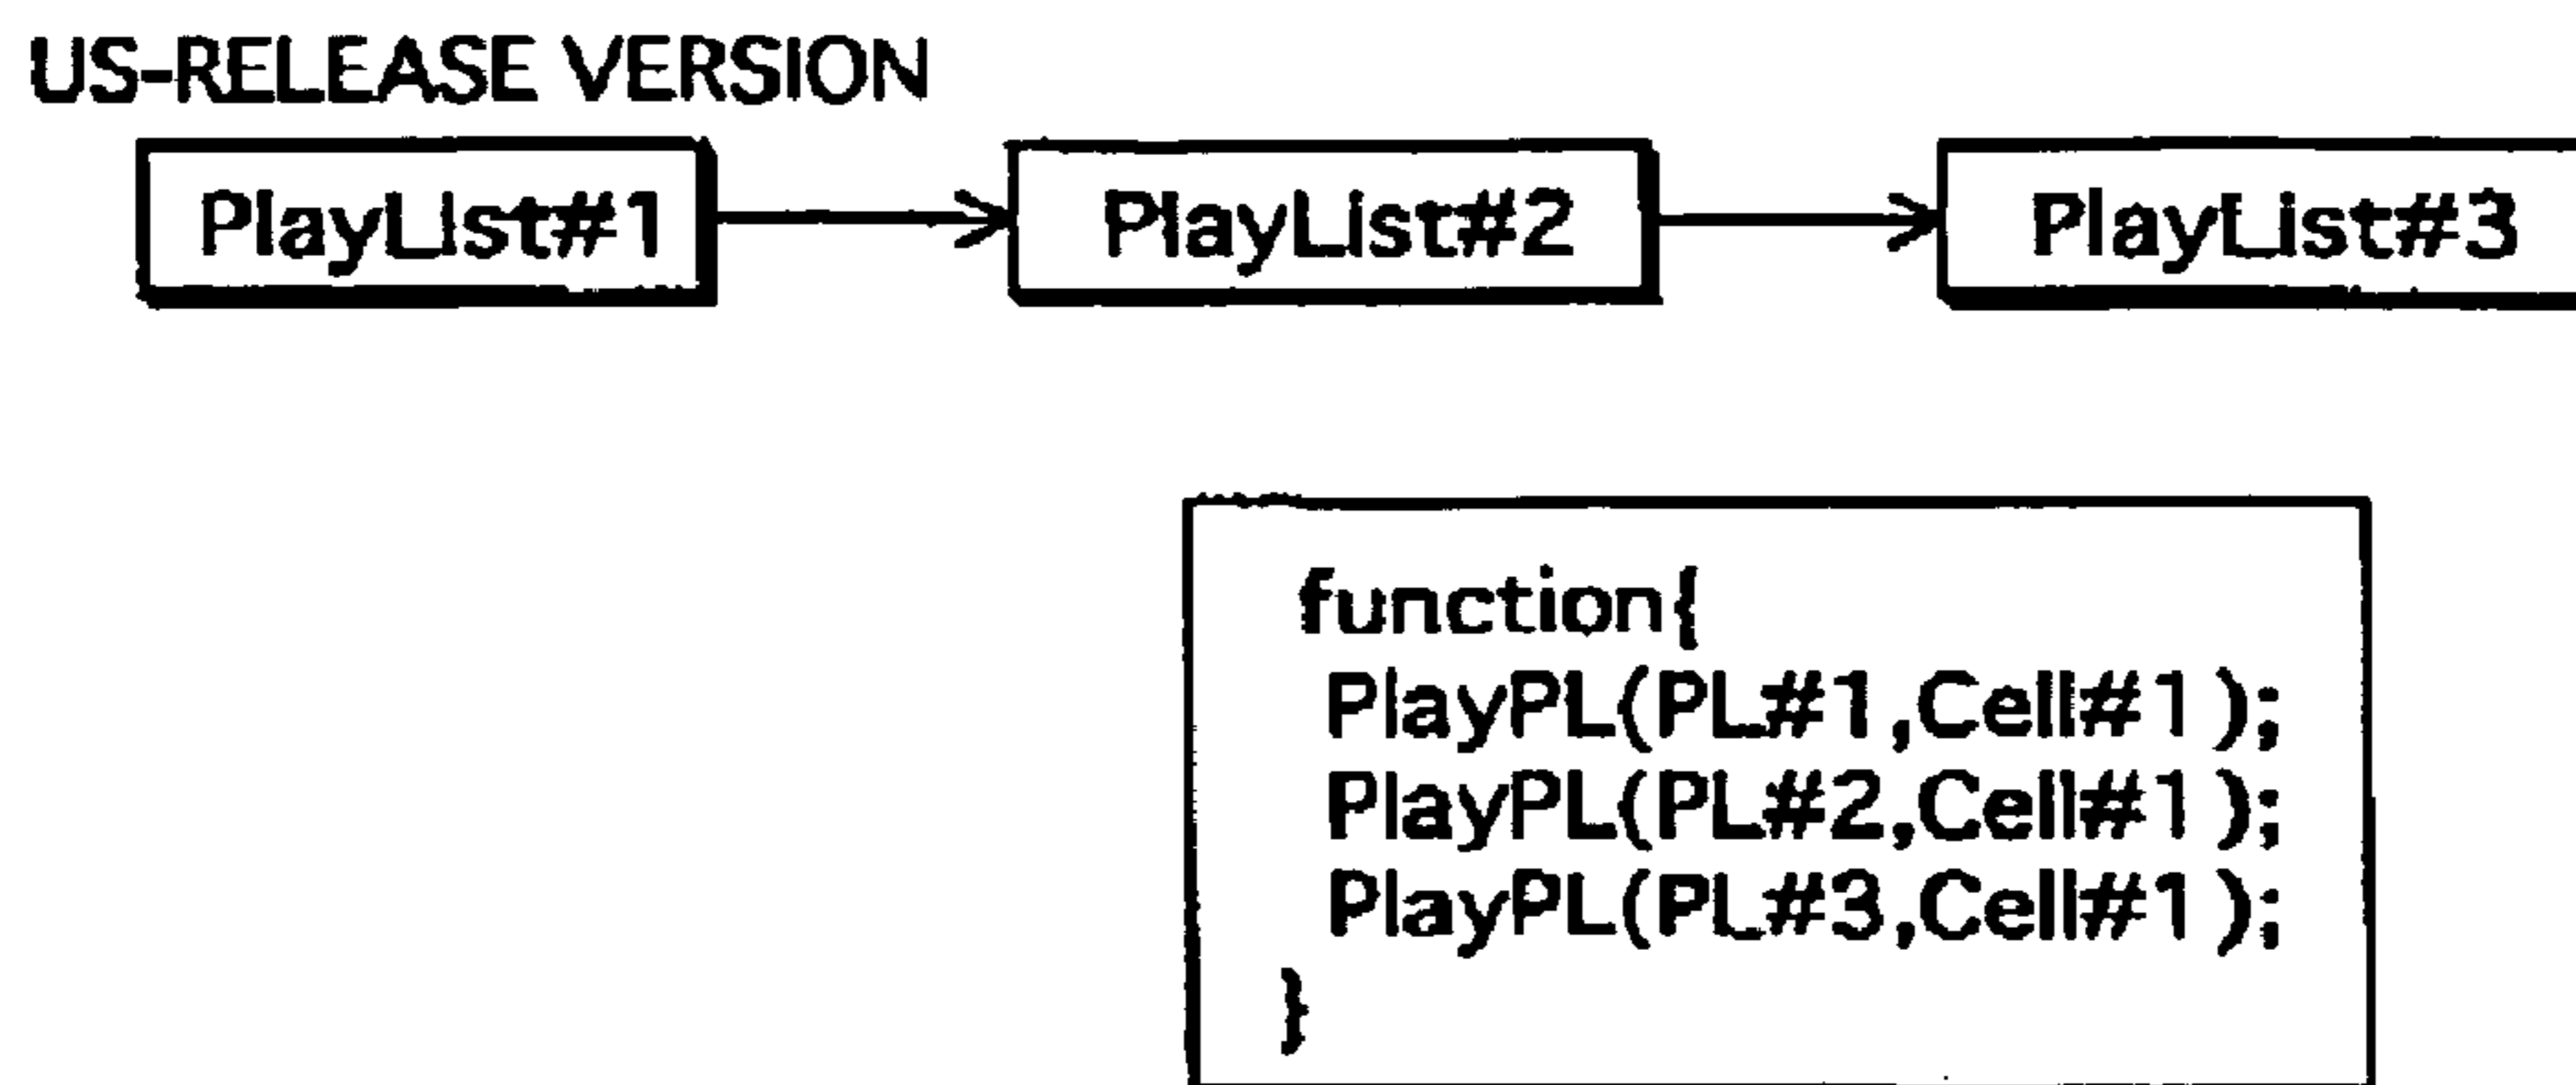 US-RELEASE VERSION
PlayList#1 PlayList#2 PlayList#3
function{
PlayPL(PL#1,Cell#1);
PlayPL(PL#2,Cell#1);
PlayPL(PL#3,Cell#1);
}